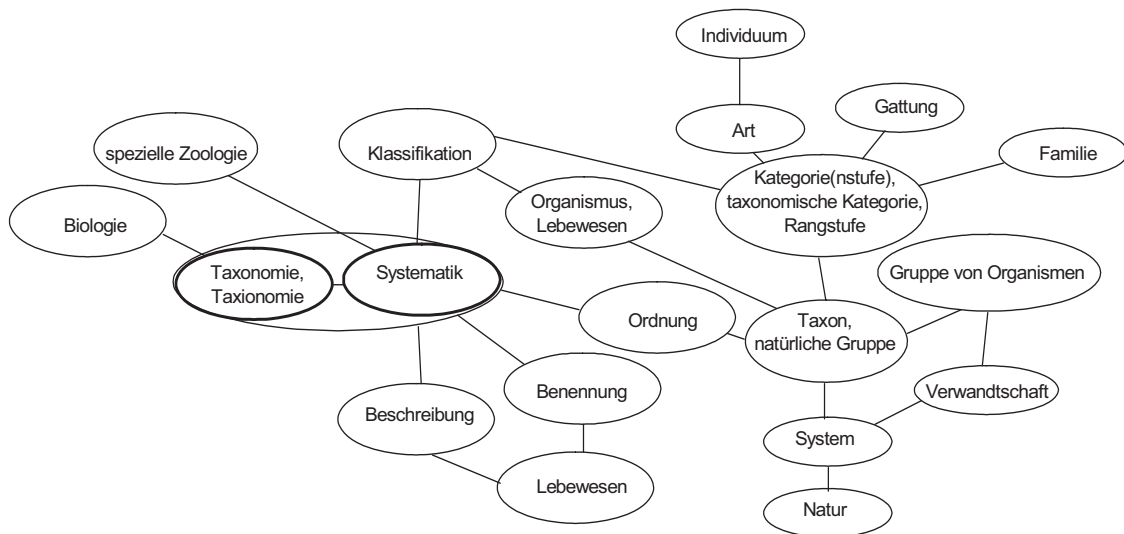 Individuum
Gattung
Art
Familie
spezielle Zoologie
Klassifikation
Kategorie(nstufe),
taxonomische Kategorie,
Rangstufe
Organismus,
Lebewesen
Biologie
Taxonomie,
Taxionomie
Systematik
Gruppe von Organismen
Ordnung
Taxon,
natürliche Gruppe
Benennung
Verwandtschaft
Beschreibung
System
Lebewesen
Natur